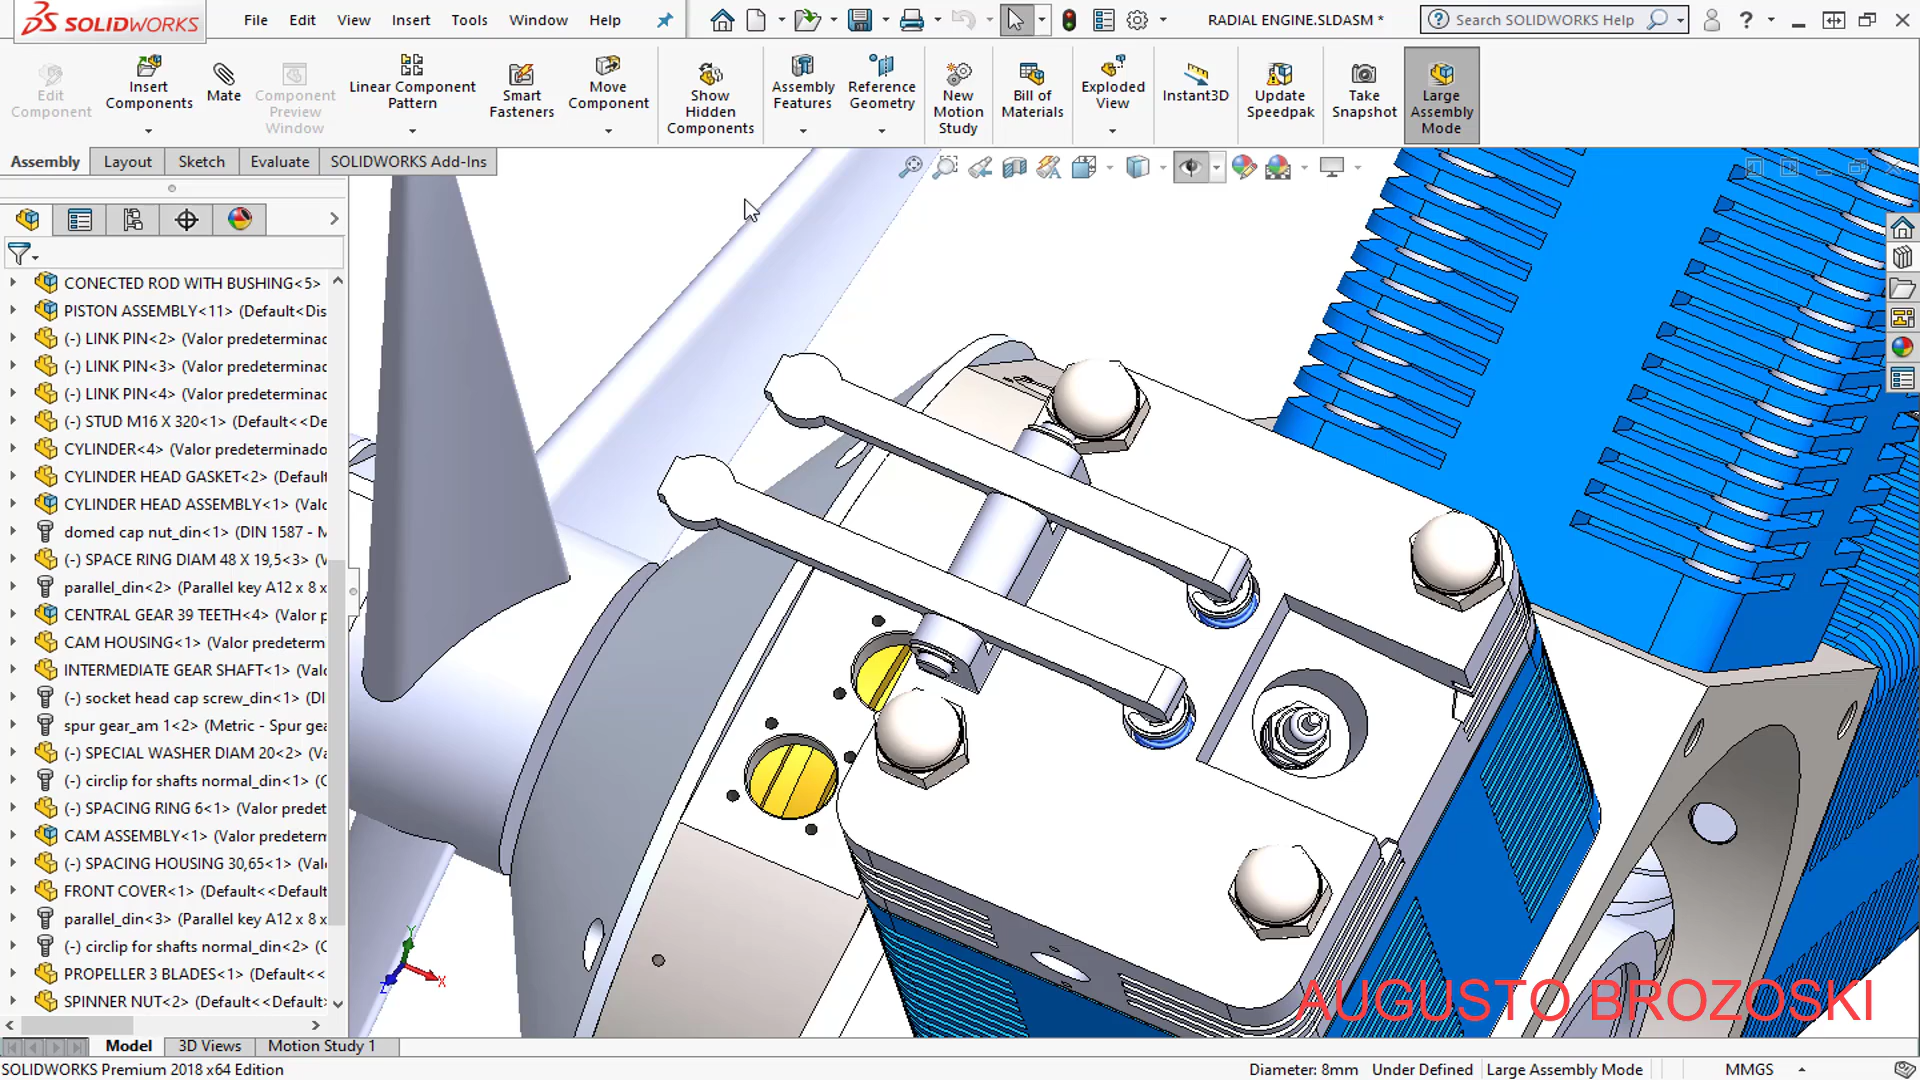 SOLIDWORKS
File Edit View Insert Tools Window Help
RADIAL ENGINE.SLDASM *
Search SOLIDWORKS Help
Edit Component
Insert Components
Mate
Component Preview Window
Linear Component Pattern
Smart Fasteners
Move Component
Show Hidden Components
Assembly Features
Reference Geometry
New Motion Study
Bill of Materials
Exploded View
Instant3D
Update Speedpak
Take Snapshot
Large Assembly Mode
Assembly Layout Sketch Evaluate SOLIDWORKS Add-Ins
CONECTED ROD WITH BUSHING<5>
PISTON ASSEMBLY<11> (Default<Dis
(-) LINK PIN<2> (Valor predeterminac
(-) LINK PIN<3> (Valor predeterminac
(-) LINK PIN<4> (Valor predeterminac
(-) STUD M16 X 320<1> (Default<<De
CYLINDER<4> (Valor predeterminado
CYLINDER HEAD GASKET<2> (Default
CYLINDER HEAD ASSEMBLY<1> (Valo
domed cap nut_din<1> (DIN 1587 - M
(-) SPACE RING DIAM 48 X 19,5<3> (V
parallel_din<2> (Parallel key A12 x 8 x
CENTRAL GEAR 39 TEETH<4> (Valor p
CAM HOUSING<1> (Valor predeterm
INTERMEDIATE GEAR SHAFT<1> (Valo
(-) socket head cap screw_din<1> (DI
spur gear_am 1<2> (Metric - Spur gea
(-) SPECIAL WASHER DIAM 20<2> (Va
(-) circlip for shafts normal_din<1> (C
(-) SPACING RING 6<1> (Valor predet
CAM ASSEMBLY<1> (Valor predeterm
(-) SPACING HOUSING 30,65<1> (Valo
FRONT COVER<1> (Default<<Default
parallel_din<3> (Parallel key A12 x 8 x
(-) circlip for shafts normal_din<2> (C
PROPELLER 3 BLADES<1> (Default<<
SPINNER NUT<2> (Default<<Default>
Y
X
Z
AUGUSTO BROZOSKI
Model 3D Views Motion Study 1
SOLIDWORKS Premium 2018 x64 Edition
Diameter: 8mm Under Defined Large Assembly Mode MMGS